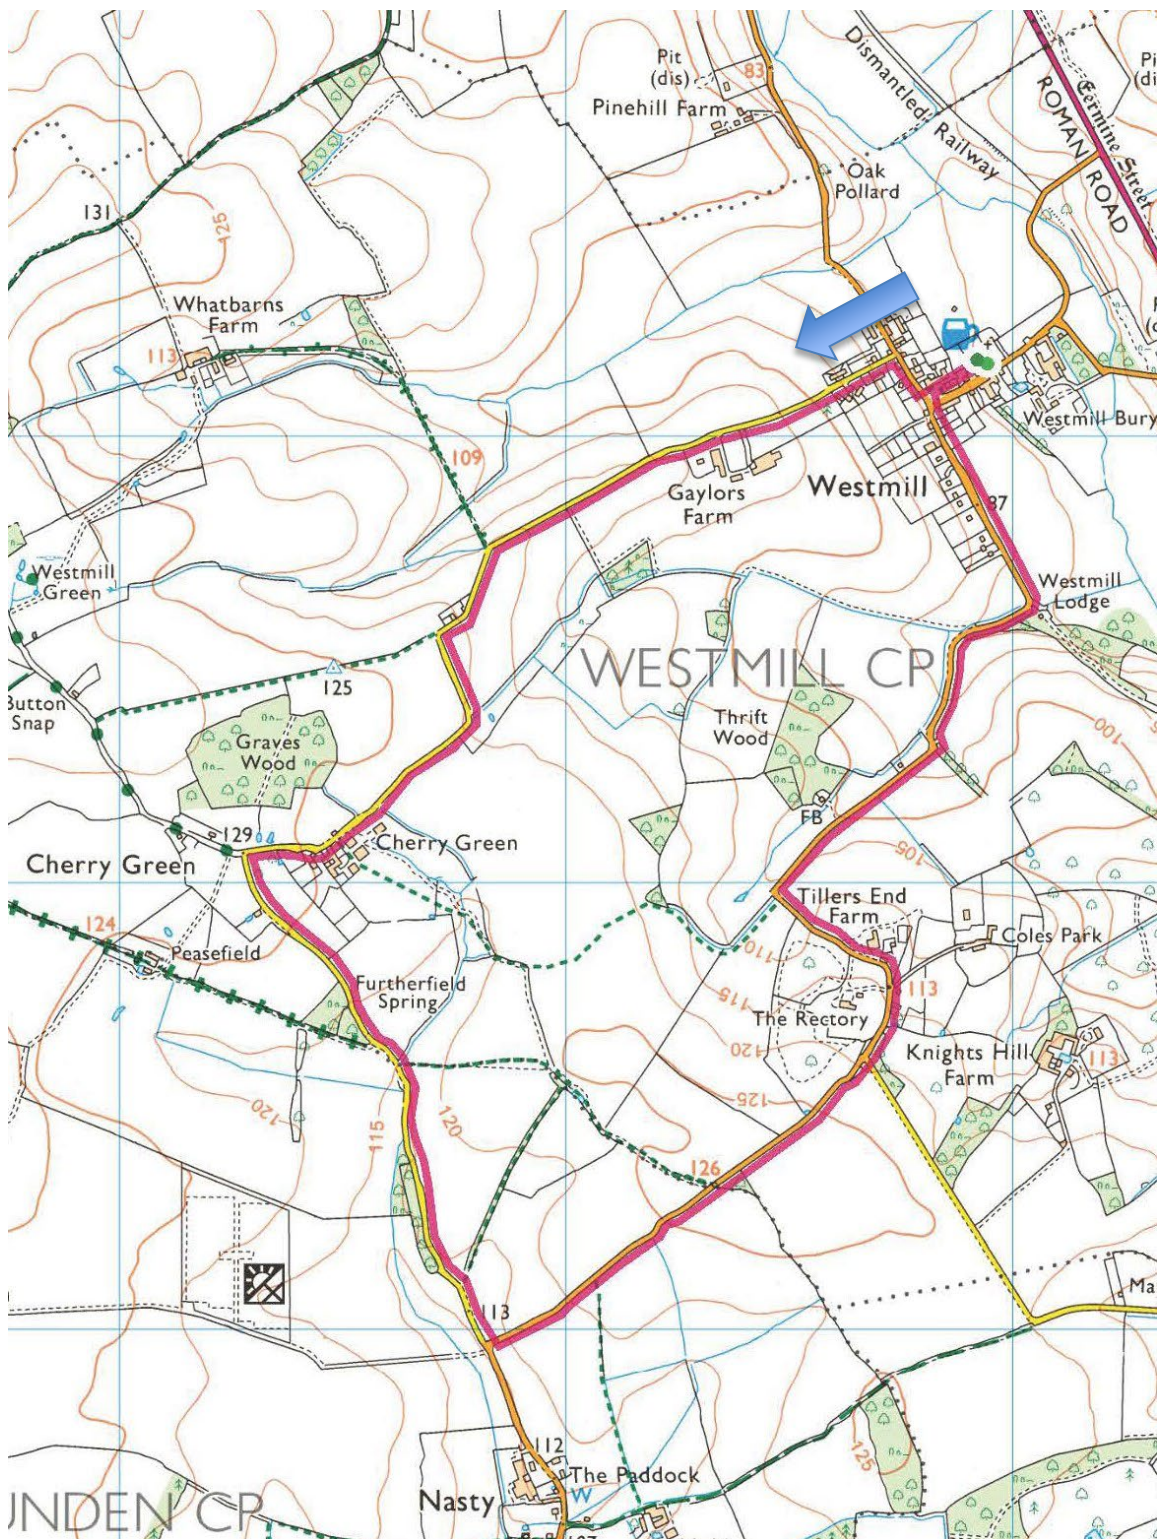 Pit
(dis)
83
Pinehill Farm
Dismantled Railway
Ermine Street
ROMAN ROAD
Oak
Pollard
131
125
Whatbarns
Farm
113
109
Westmill Bury
Gaylors
Farm
Westmill
87
Westmill
Green
Westmill
Lodge
WESTMILL CP
125
Button
Snap
Graves
Wood
Thrift
Wood
100
FB
129
Cherry Green
Cherry Green
105
Tillers End
Farm
124
Peasefield
110
Coles Park
Furtherfield
Spring
115
113
The Rectory
120
Knights Hill
Farm
113
120
115
120
125
126
113
Ma
112
The Paddock
W
125
Nasty
UNDEN CP